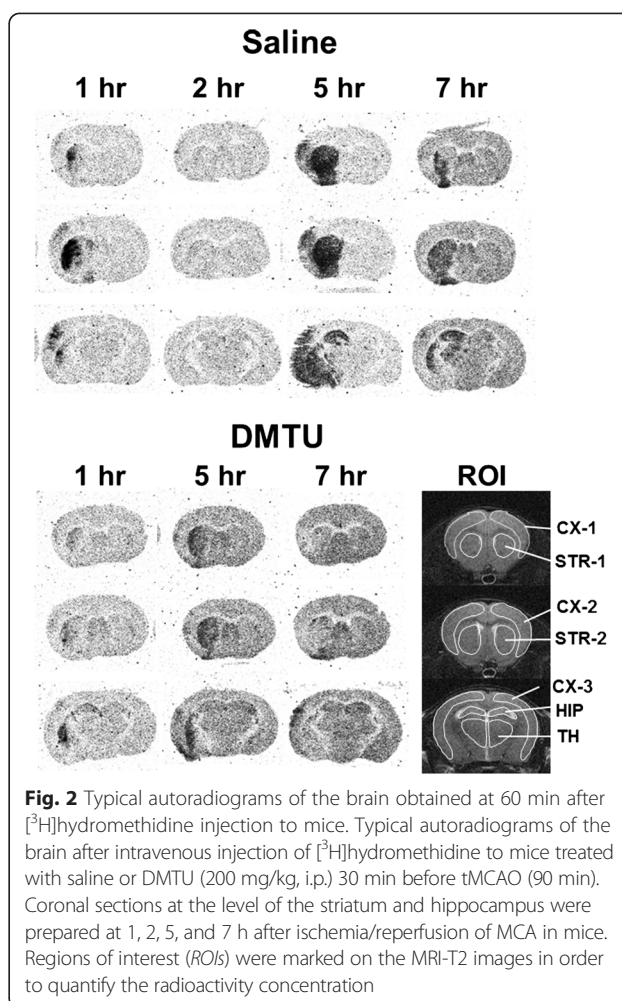 Saline
1 hr 2 hr 5 hr 7 hr
DMTU
1 hr 5 hr 7 hr ROI
CX-1
STR-1
CX-2
STR-2
CX-3
HIP
TH
Fig. 2 Typical autoradiograms of the brain obtained at 60 min after
[³H]hydromethidine injection to mice. Typical autoradiograms of the
brain after intravenous injection of [³H]hydromethidine to mice treated
with saline or DMTU (200 mg/kg, i.p.) 30 min before tMCAO (90 min).
Coronal sections at the level of the striatum and hippocampus were
prepared at 1, 2, 5, and 7 h after ischemia/reperfusion of MCA in mice.
Regions of interest (ROIs) were marked on the MRI-T2 images in order
to quantify the radioactivity concentration